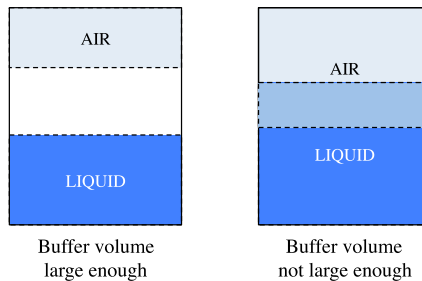 AIR
LIQUID
Buffer volume
large enough
AIR
LIQUID
Buffer volume
not large enough